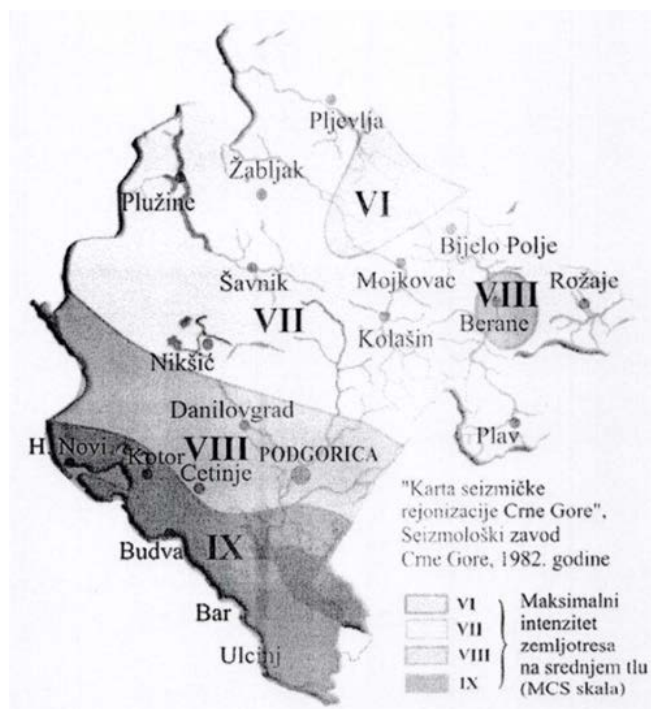 Pljevlja
Žabljak
Plužine
VI
Bijelo Polje
Šavnik
Mojkovac
VIII
Rožaje
VII
Kolašin
Berane
Nikšić
Danilovgrad
Plav
H. Novi
Kotor
VIII
PODGORICA
Cetinje
"Karta seizmičke
rejonizacije Crne Gore",
Seizmološki zavod
Crne Gore, 1982. godine
Budva
IX
Bar
Ulcinj
VI
VII
VIII
IX
Maksimalni
intenzitet
zemljotresa
na srednjem tlu
(MCS skala)